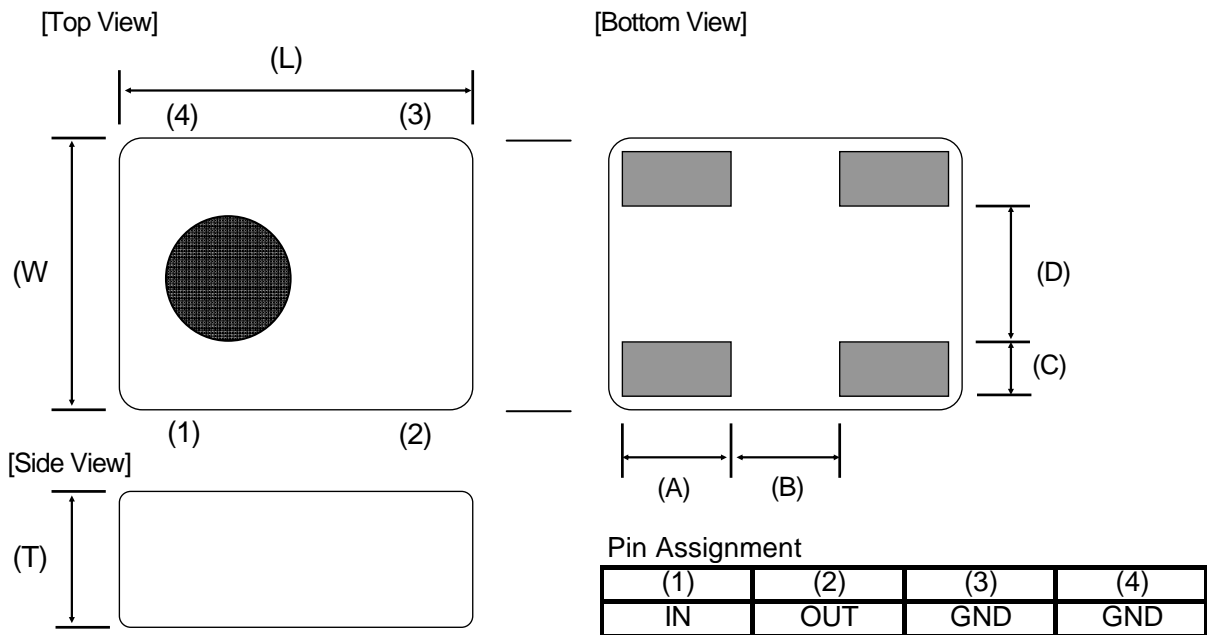 [Top View]
[Bottom View]
(L)
(4)
(3)
(W
(D)
(C)
(1)
(2)
[Side View]
(A)
(B)
(T)
Pin Assignment
(1) (2) (3) (4)
IN OUT GND GND